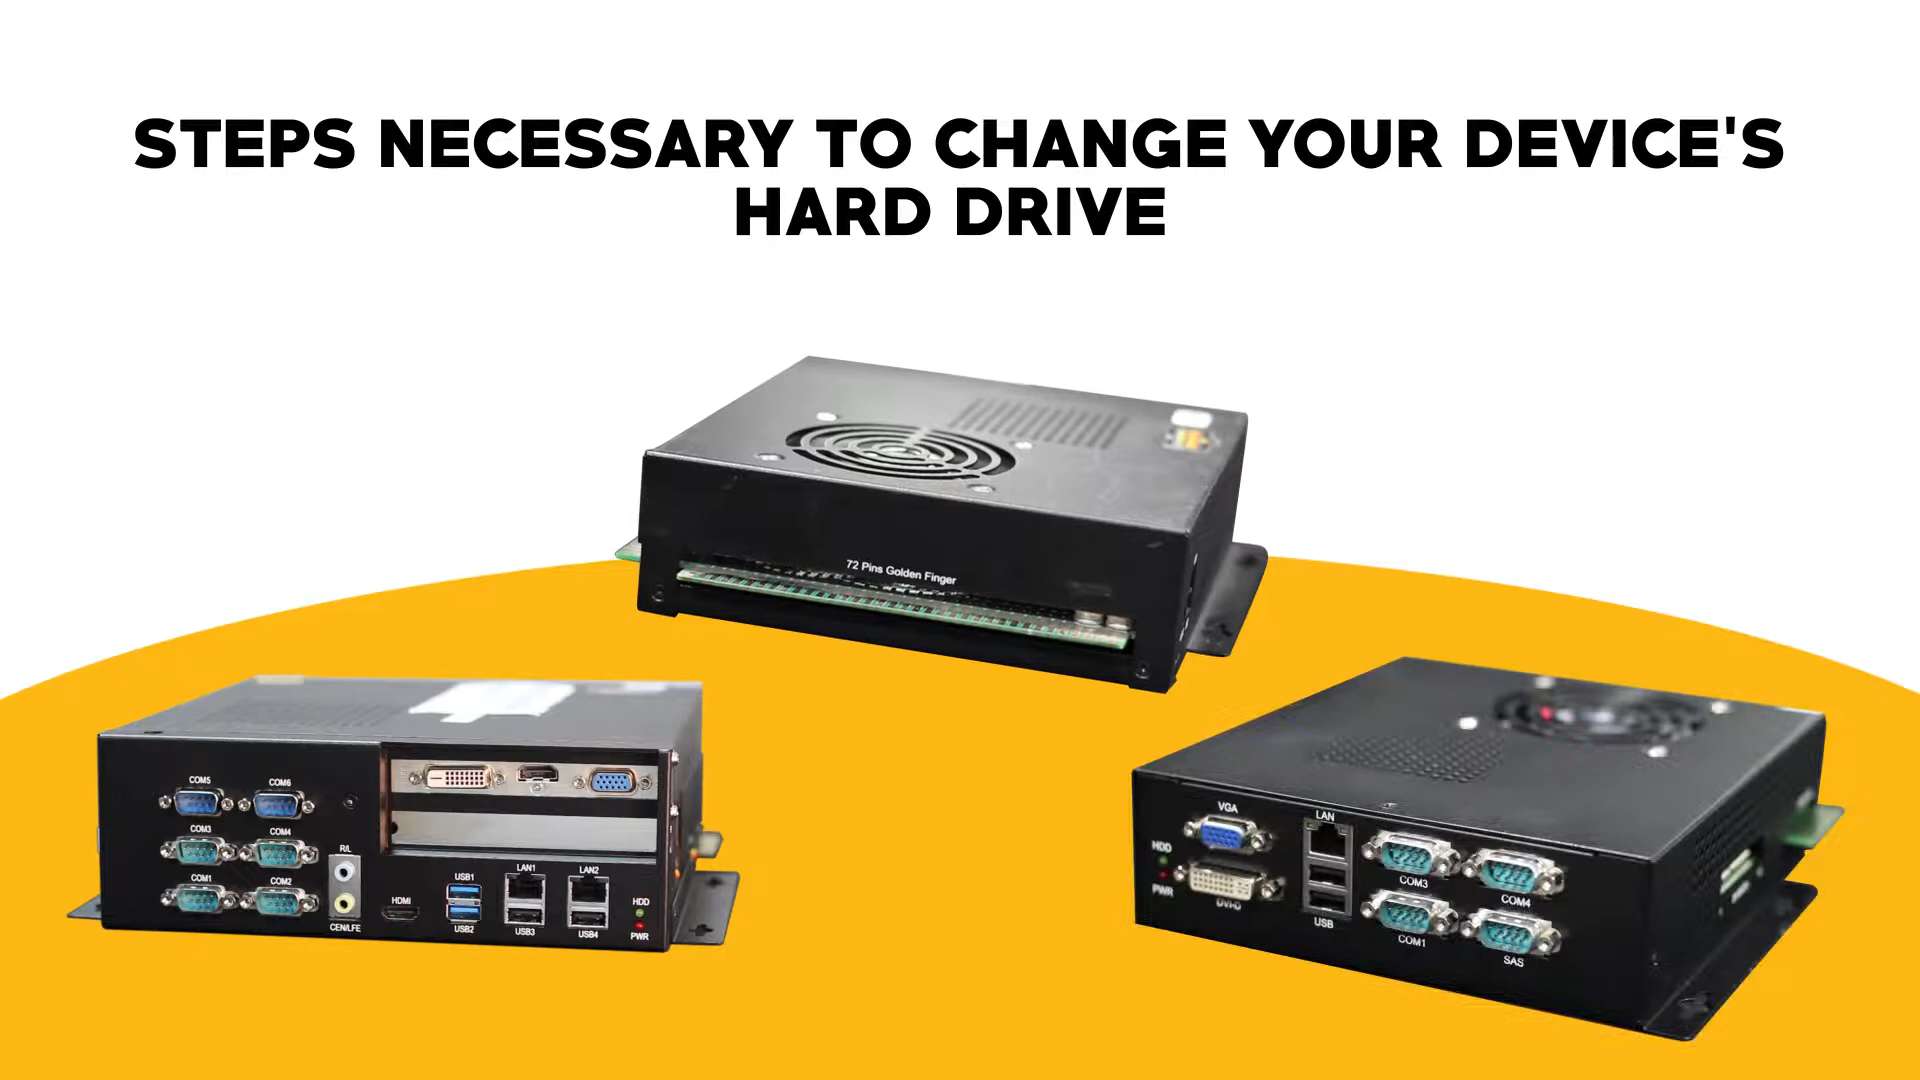 STEPS NECESSARY TO CHANGE YOUR DEVICE'S
HARD DRIVE
72 Pins Golden Finger
COM5
COM6
COM3
COM4
R/L
COM1
COM2
HDMI
CEN/LFE
USB1
USB2
LAN1
USB3
LAN2
USB4
HDD
PWR
VGA
LAN
HDD
PWR
DVI-D
USB
COM3
COM4
COM1
SAS